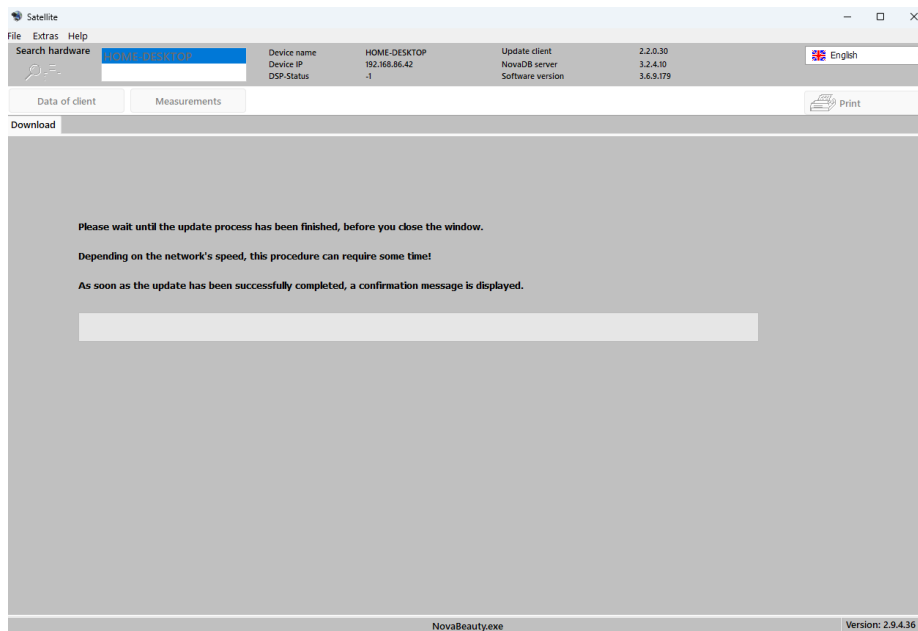 Satellite
File Extras Help
Search hardware
HOME-DESKTOP
Device name HOME-DESKTOP
Device IP 192.168.86.42
DSP-Status -1
Update client 2.2.0.30
NovaDB server 3.2.4.10
Software version 3.6.9.179
English
Data of client Measurements
Print
Download
Please wait until the update process has been finished, before you close the window.
Depending on the network's speed, this procedure can require some time!
As soon as the update has been successfully completed, a confirmation message is displayed.
NovaBeauty.exe
Version: 2.9.4.36